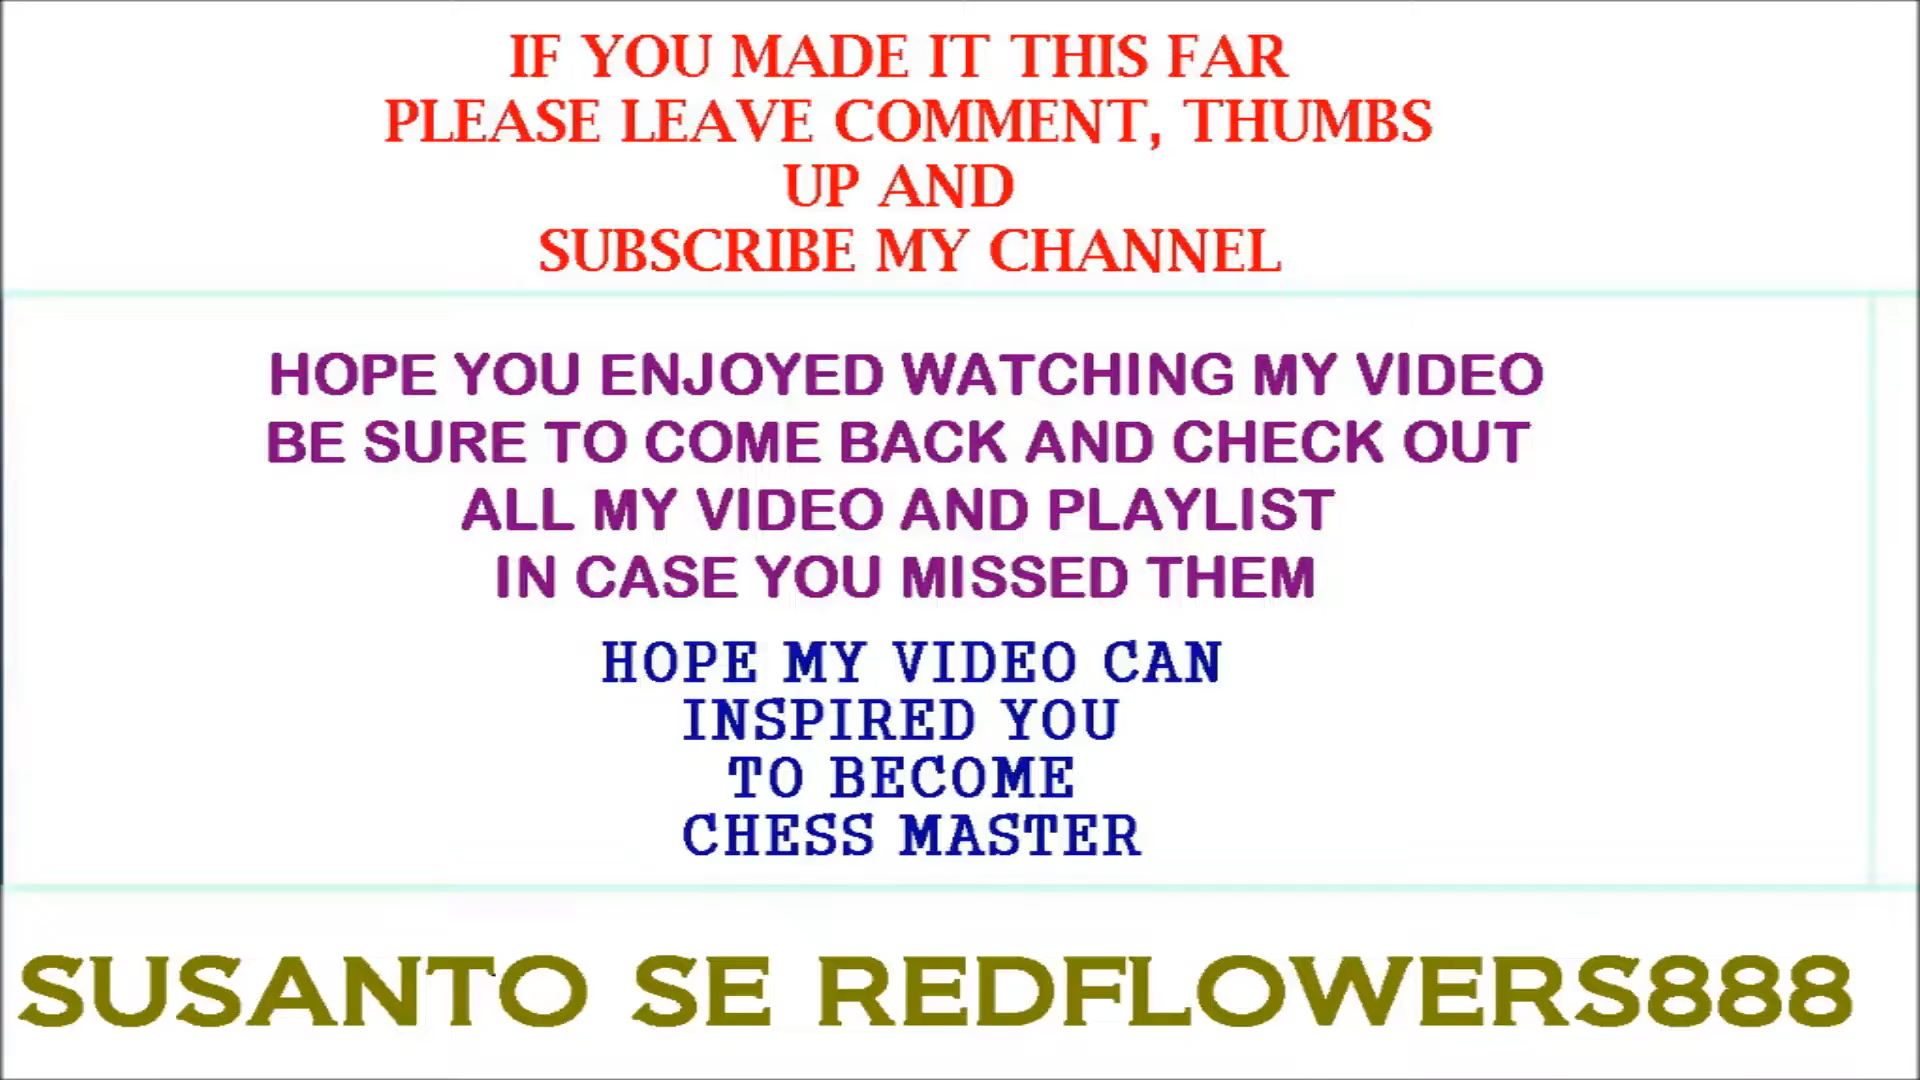 IF YOU MADE IT THIS FAR
PLEASE LEAVE COMMENT, THUMBS
UP AND
SUBSCRIBE MY CHANNEL
HOPE YOU ENJOYED WATCHING MY VIDEO
BE SURE TO COME BACK AND CHECK OUT
ALL MY VIDEO AND PLAYLIST
IN CASE YOU MISSED THEM
HOPE MY VIDEO CAN
INSPIRED YOU
TO BECOME
CHESS MASTER
SUSANTO SE REDFLOWERS888